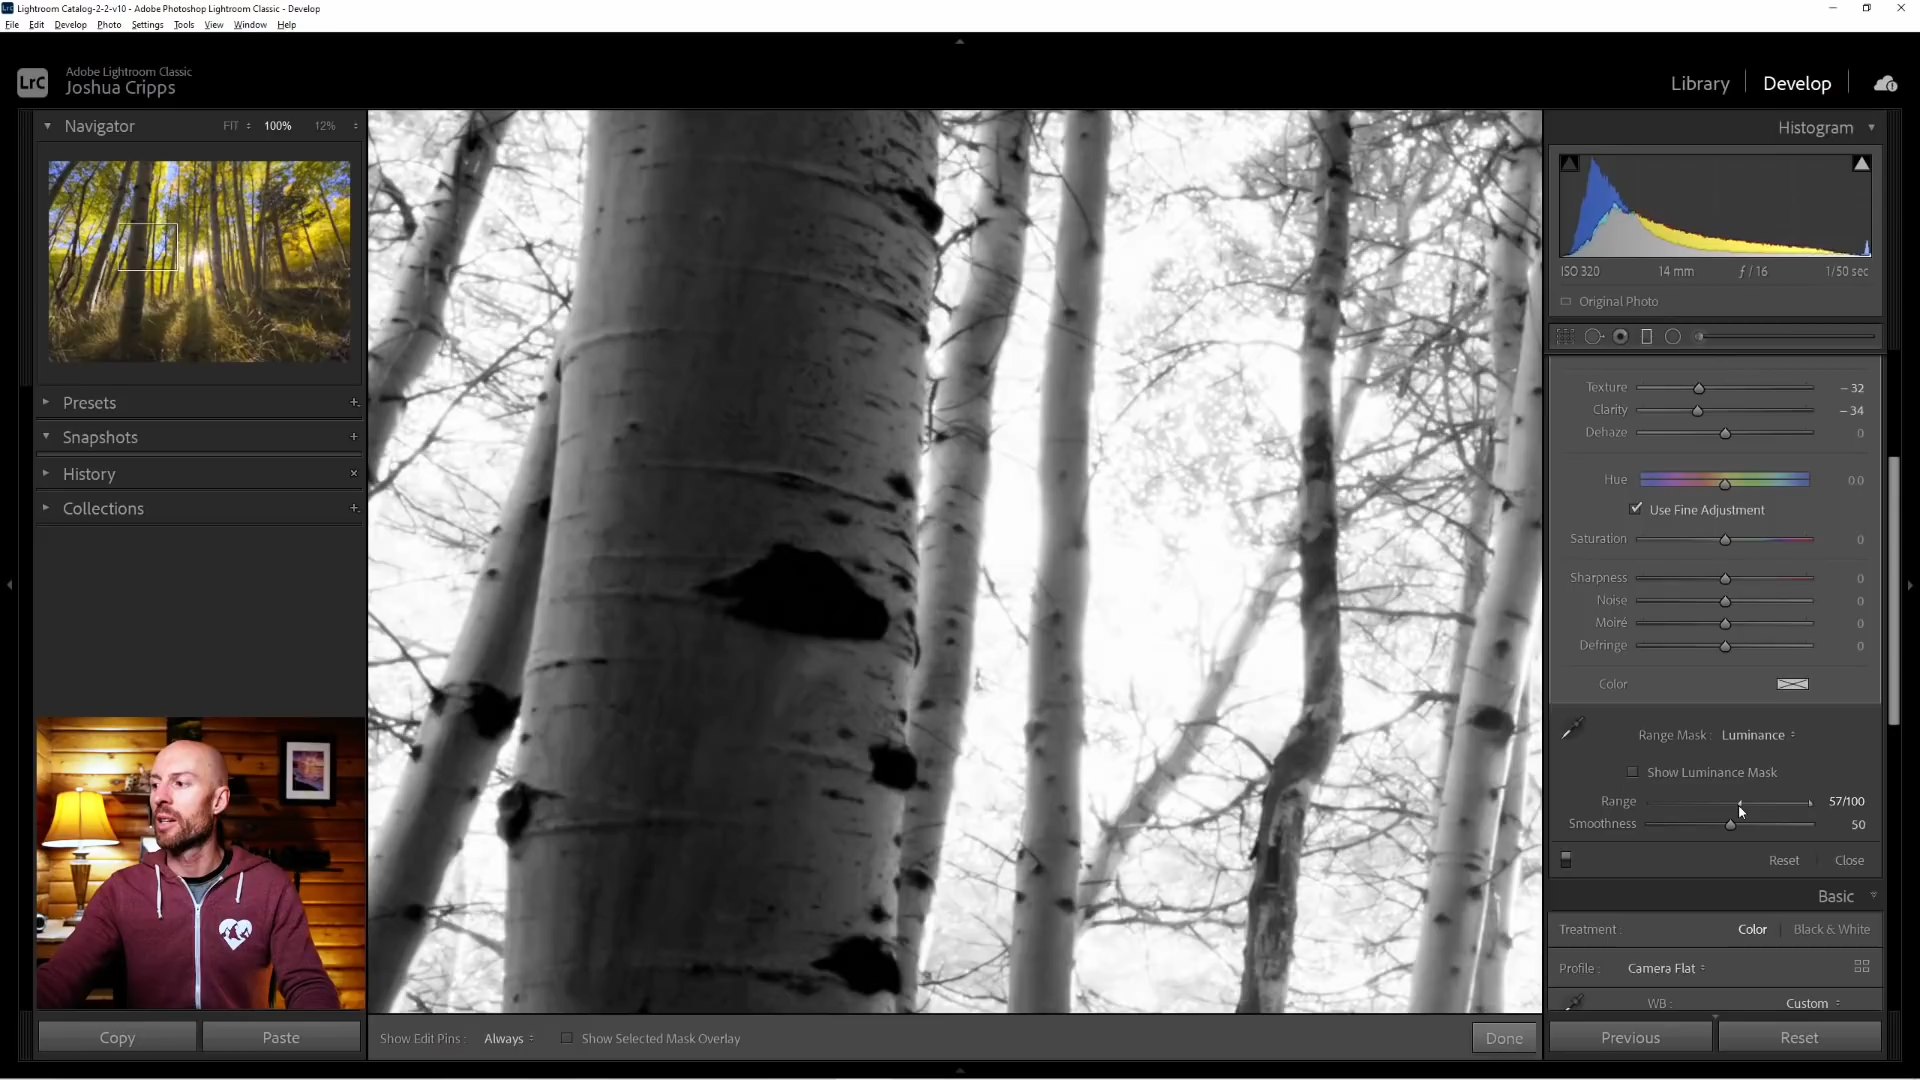 Lightroom Catalog-2-2-v10 - Adobe Photoshop Lightroom Classic - Develop
File Edit Develop Photo Settings Tools View Window Help
LrC
Adobe Lightroom Classic
Joshua Cripps
Library | Develop
Navigator FIT 100% 12%
Presets
Snapshots
History
Collections
Copy
Paste
Show Edit Pins : Always
Show Selected Mask Overlay
Done
Histogram
ISO 320 14 mm ƒ / 16 1/50 sec
Original Photo
Texture - 32
Clarity - 34
Dehaze 0
Hue 0.0
Use Fine Adjustment
Saturation 0
Sharpness 0
Noise 0
Moiré 0
Defringe 0
Color
Range Mask : Luminance
Show Luminance Mask
Range 57/100
Smoothness 50
Reset Close
Basic
Treatment : Color | Black & White
Profile : Camera Flat
WB : Custom
Previous
Reset